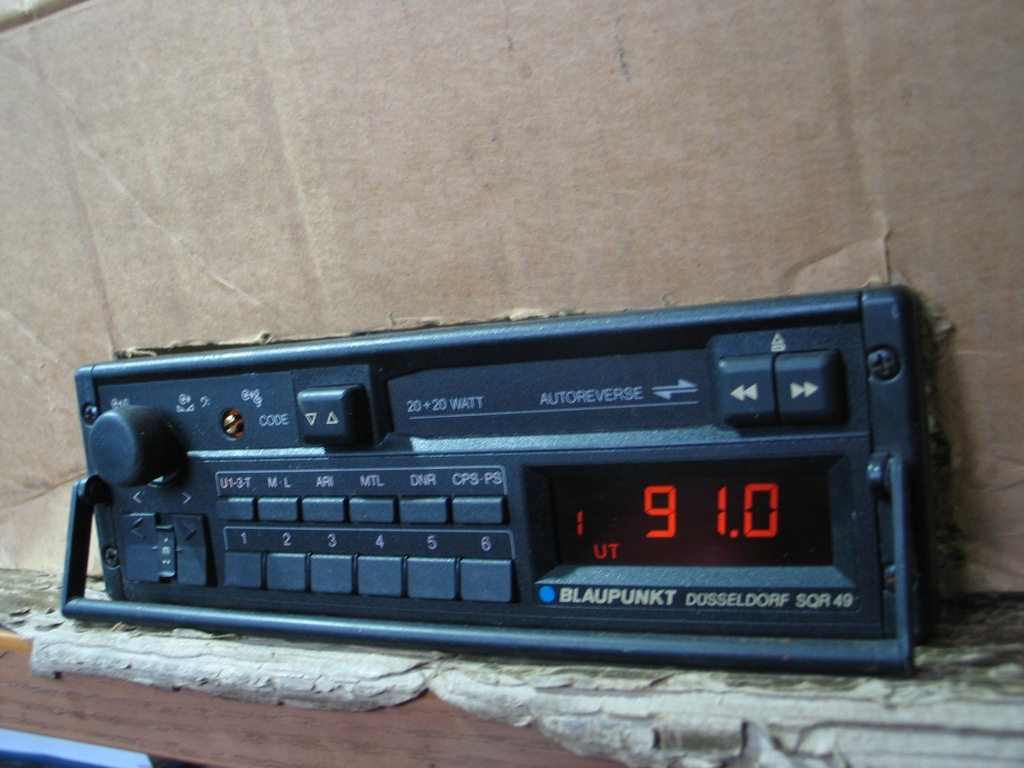 CODE
20+20 WATT
AUTOREVERSE
U1-3-T M·L ARI MTL DNR CPS-PS
1 2 3 4 5 6
1 91.0
UT
BLAUPUNKT DÜSSELDORF SQR 49